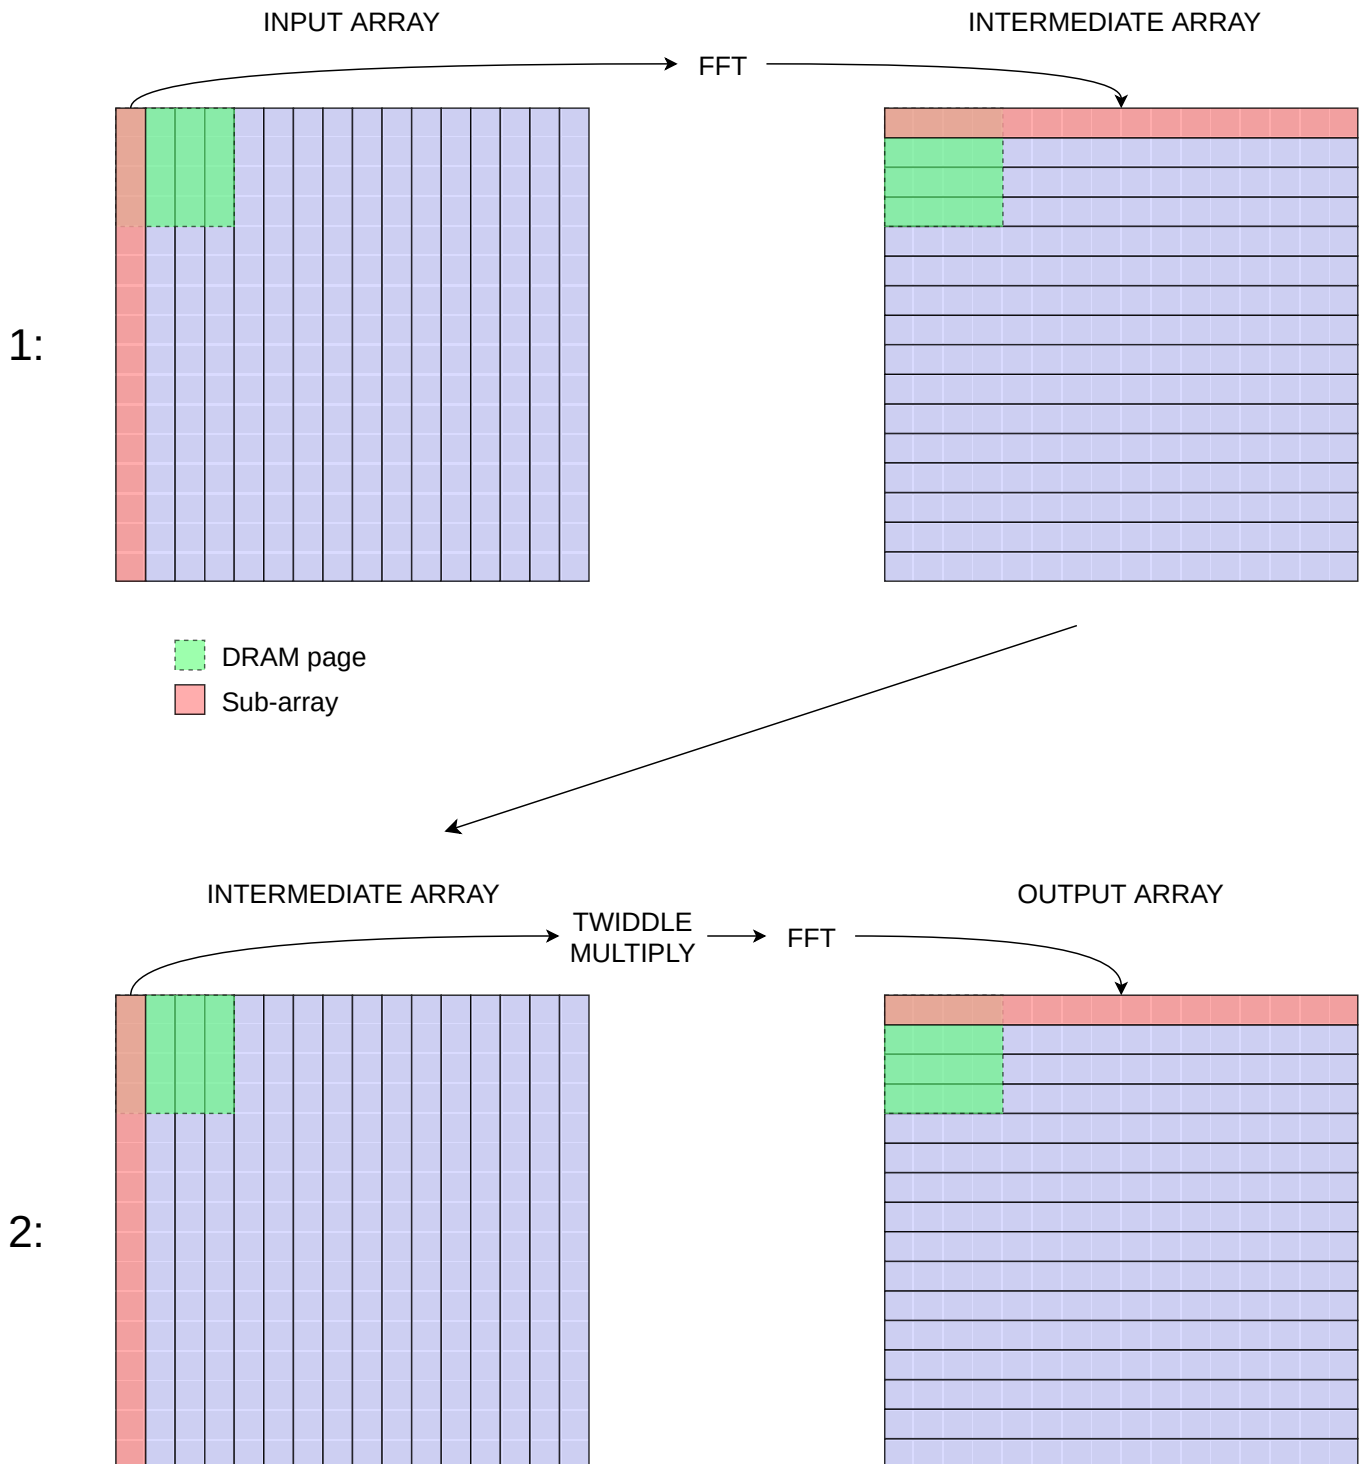 INPUT ARRAY
INTERMEDIATE ARRAY
FFT
1:
DRAM page
Sub-array
INTERMEDIATE ARRAY
OUTPUT ARRAY
TWIDDLE
MULTIPLY
FFT
2: